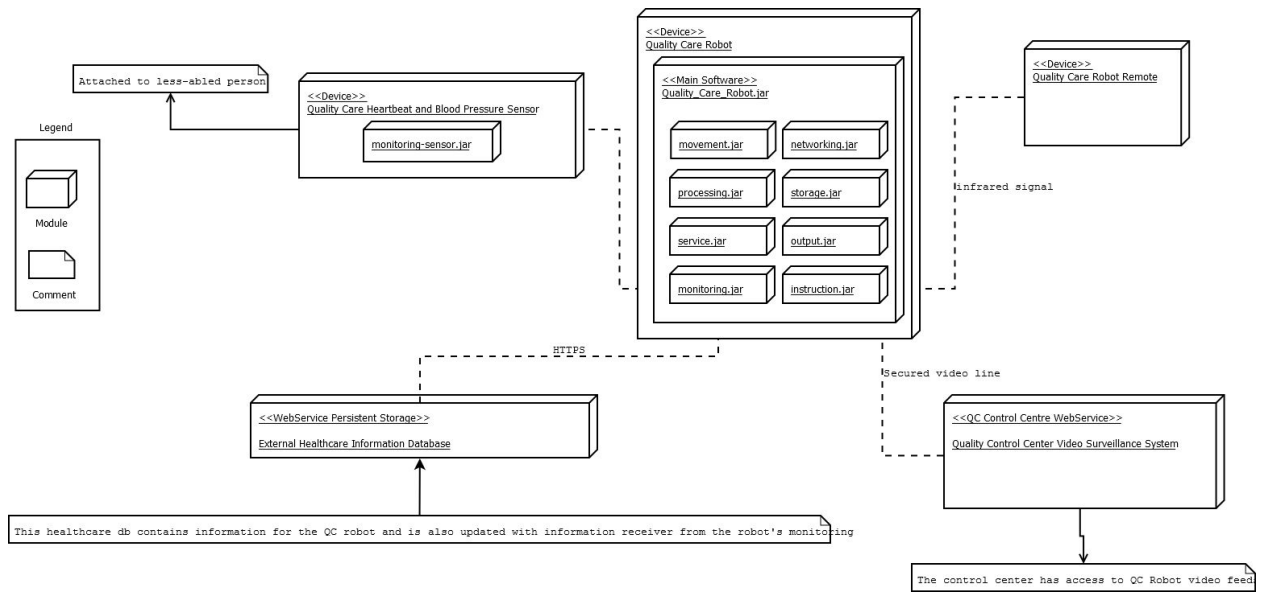 <<Device>>
Quality Care Robot
<<Main Software>>
Quality_Care_Robot.jar
movement.jar
networking.jar
processing.jar
storage.jar
service.jar
output.jar
monitoring.jar
instruction.jar
<<Device>>
Quality Care Robot Remote
infrared signal
Attached to less-abled person
<<Device>>
Quality Care Heartbeat and Blood Pressure Sensor
monitoring-sensor.jar
Legend
Module
Comment
HTTPS
Secured video line
<<WebService Persistent Storage>>
External Healthcare Information Database
<<QC Control Centre WebService>>
Quality Control Center Video Surveillance System
This healthcare db contains information for the QC robot and is also updated with information receiver from the robot's monitoring
The control center has access to QC Robot video feed